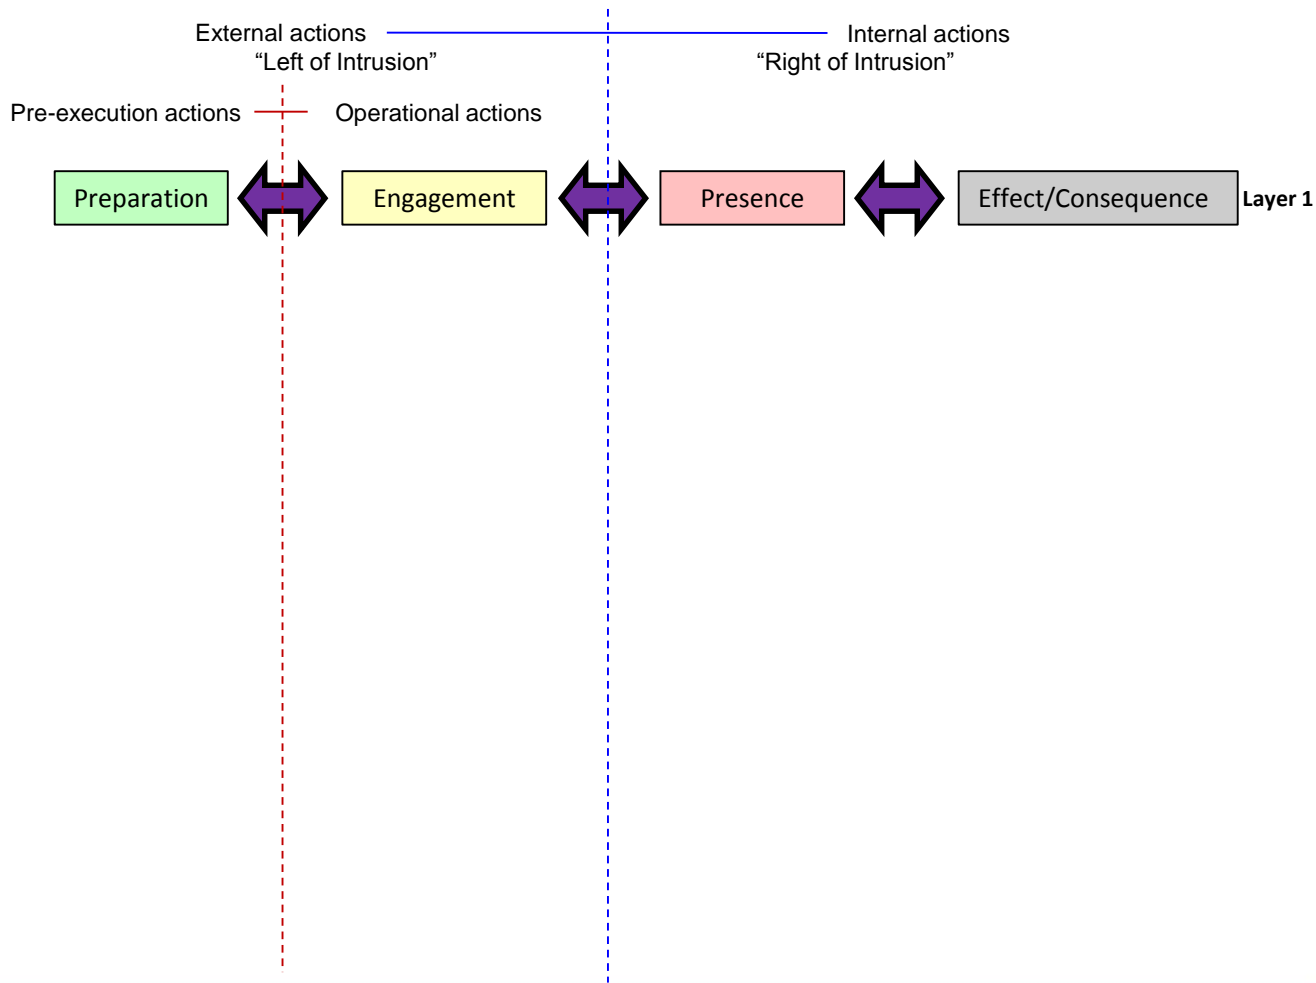 External actions
Internal actions
“Left of Intrusion”
“Right of Intrusion”
Pre-execution actions
Operational actions
Preparation
Engagement
Presence
Effect/Consequence
Layer 1